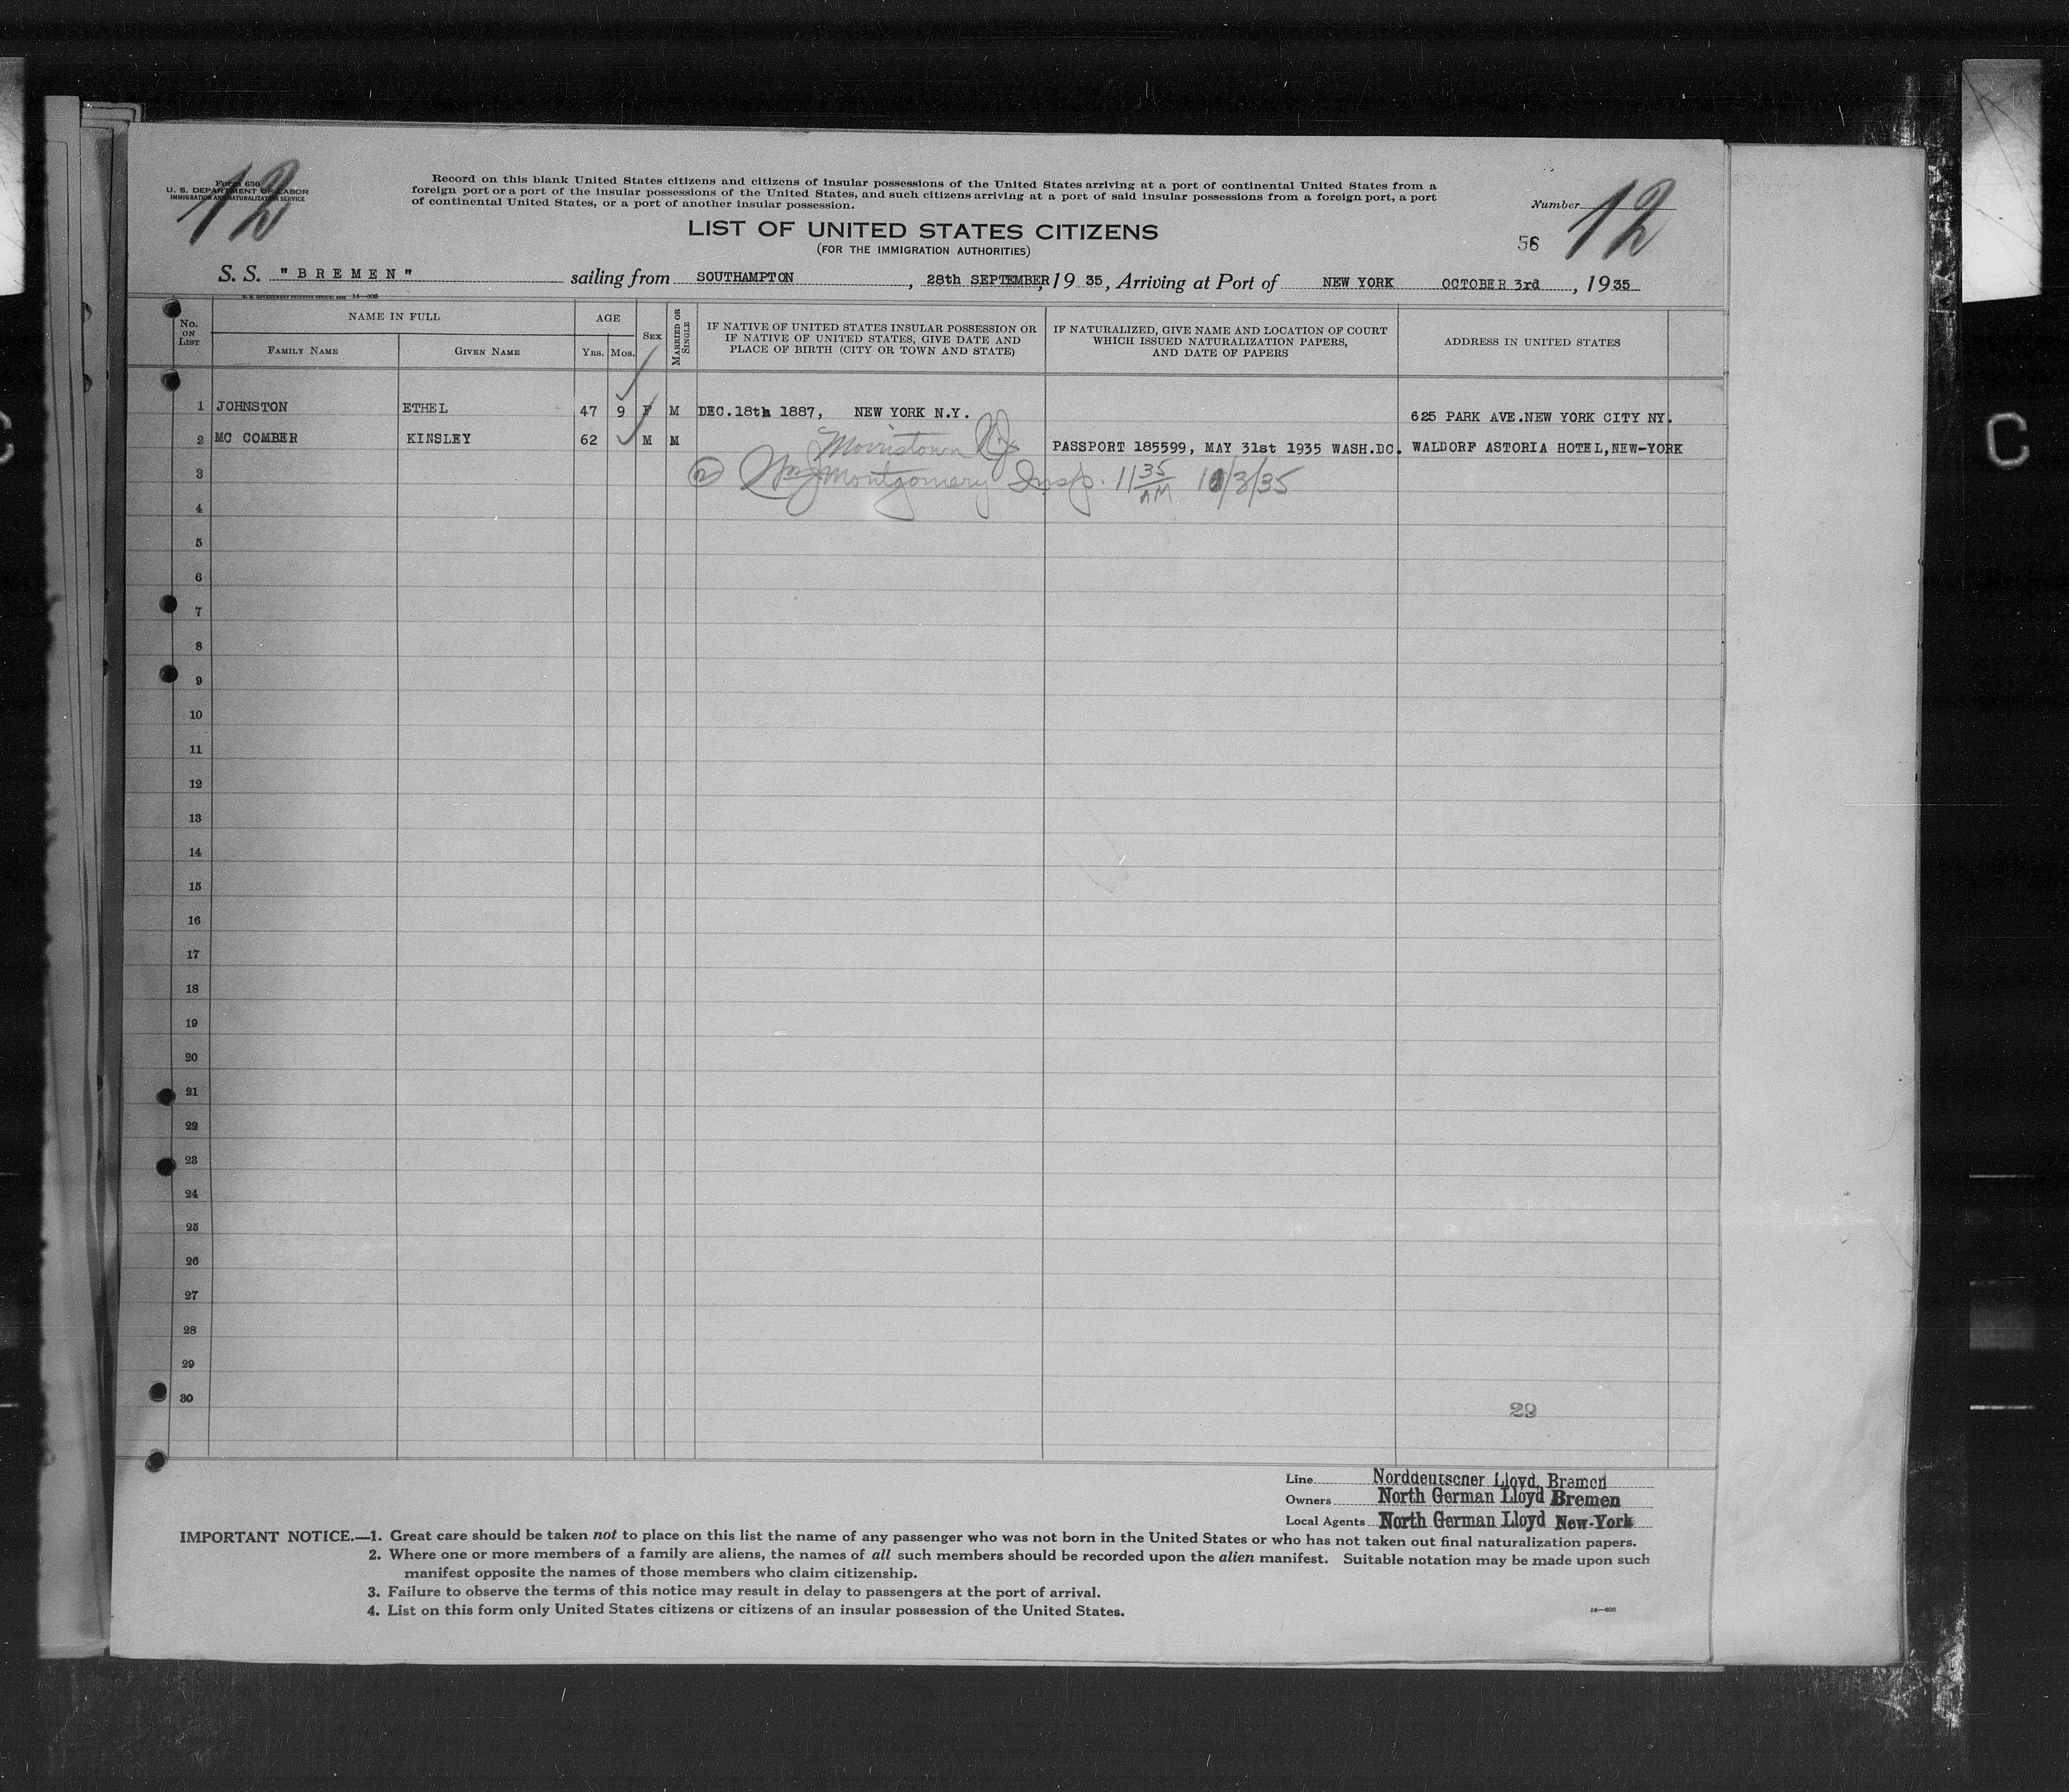 12
Form 630
U. S. DEPARTMENT OF LABOR
IMMIGRATION AND NATURALIZATION SERVICE
Record on this blank United States citizens and citizens of insular possessions of the United States arriving at a port of continental United States from a
foreign port or a port of the insular possessions of the United States, and such citizens arriving at a port of said insular possessions from a foreign port, a port
of continental United States, or a port of another insular possession.
Number 12
LIST OF UNITED STATES CITIZENS
(FOR THE IMMIGRATION AUTHORITIES)
56
S. S. "BREMEN" sailing from SOUTHAMPTON, 28th SEPTEMBER, 19 35, Arriving at Port of NEW YORK OCTOBER 3rd, 1935
No. ON LIST
NAME IN FULL
FAMILY NAME GIVEN NAME
AGE
YRS. MOS.
SEX
MARRIED OR SINGLE
IF NATIVE OF UNITED STATES INSULAR POSSESSION OR
IF NATIVE OF UNITED STATES, GIVE DATE AND
PLACE OF BIRTH (CITY OR TOWN AND STATE)
IF NATURALIZED, GIVE NAME AND LOCATION OF COURT
WHICH ISSUED NATURALIZATION PAPERS,
AND DATE OF PAPERS
ADDRESS IN UNITED STATES
1 JOHNSTON ETHEL 47 9 F M DEC.18th 1887, NEW YORK N.Y. 625 PARK AVE.NEW YORK CITY NY.
2 MC COMBER KINSLEY 62 M M Morristown NJ PASSPORT 185599, MAY 31st 1935 WASH.DC. WALDORF ASTORIA HOTEL,NEW-YORK
3 2 Montgomery Insp. 11 35 AM 10/3/35
4
5
6
7
8
9
10
11
12
13
14
15
16
17
18
19
20
21
22
23
24
25
26
27
28
29
30
29
Line Norddeutscher Lloyd, Bremen
Owners North German Lloyd Bremen
Local Agents North German Lloyd New-York
IMPORTANT NOTICE.—1. Great care should be taken not to place on this list the name of any passenger who was not born in the United States or who has not taken out final naturalization papers.
2. Where one or more members of a family are aliens, the names of all such members should be recorded upon the alien manifest. Suitable notation may be made upon such
manifest opposite the names of those members who claim citizenship.
3. Failure to observe the terms of this notice may result in delay to passengers at the port of arrival.
4. List on this form only United States citizens or citizens of an insular possession of the United States.
14—608